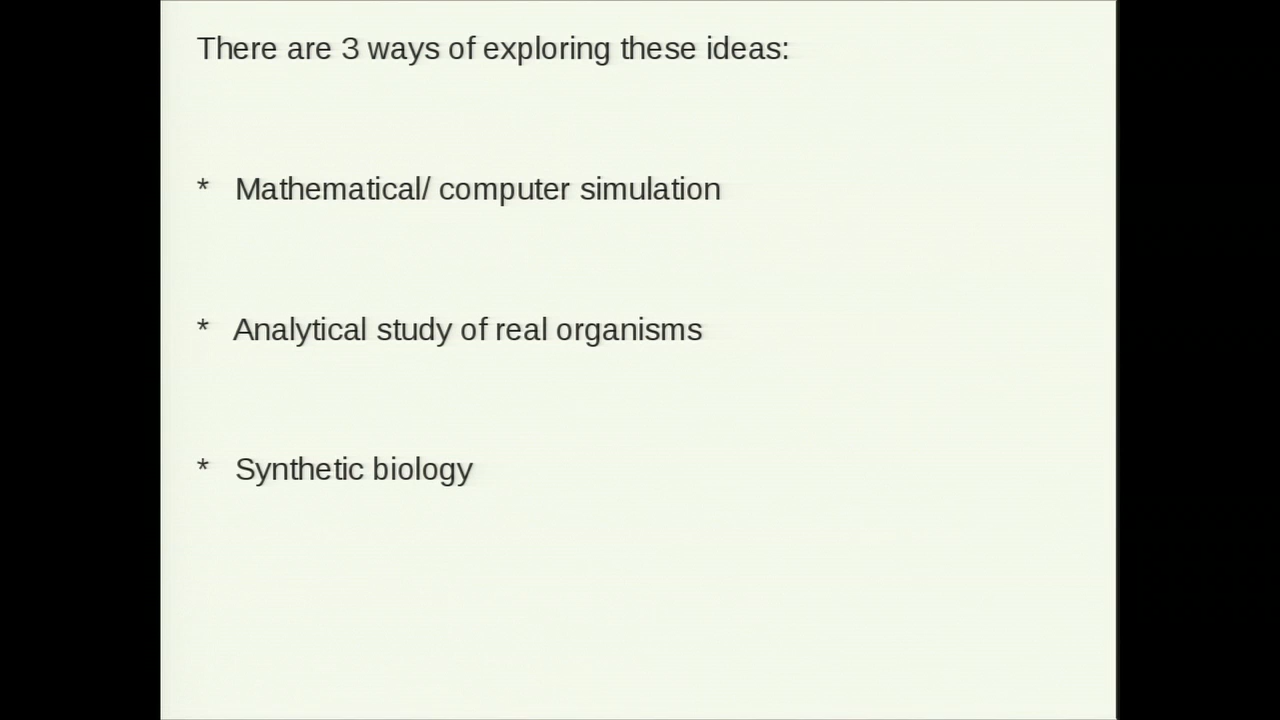 There are 3 ways of exploring these ideas:
* Mathematical/ computer simulation
* Analytical study of real organisms
* Synthetic biology